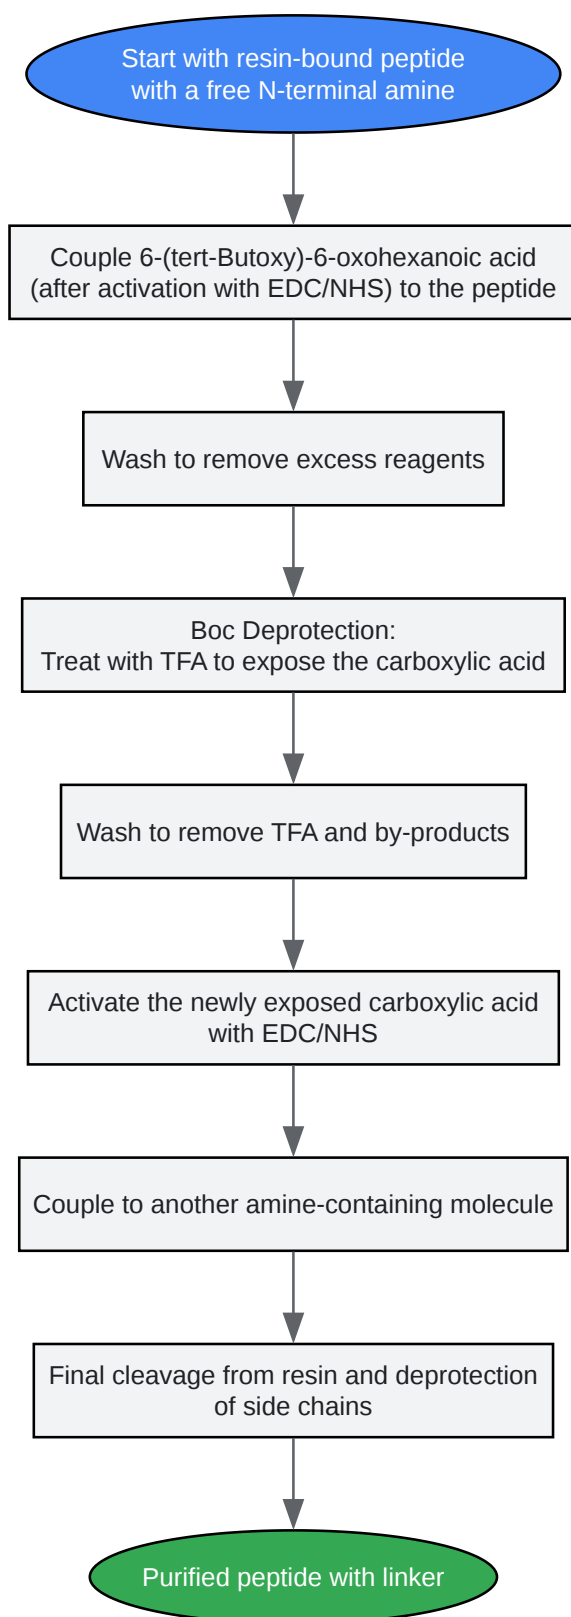 Start with resin-bound peptide
with a free N-terminal amine
Couple 6-(tert-Butoxy)-6-oxohexanoic acid
(after activation with EDC/NHS) to the peptide
Wash to remove excess reagents
Boc Deprotection:
Treat with TFA to expose the carboxylic acid
Wash to remove TFA and by-products
Activate the newly exposed carboxylic acid
with EDC/NHS
Couple to another amine-containing molecule
Final cleavage from resin and deprotection
of side chains
Purified peptide with linker